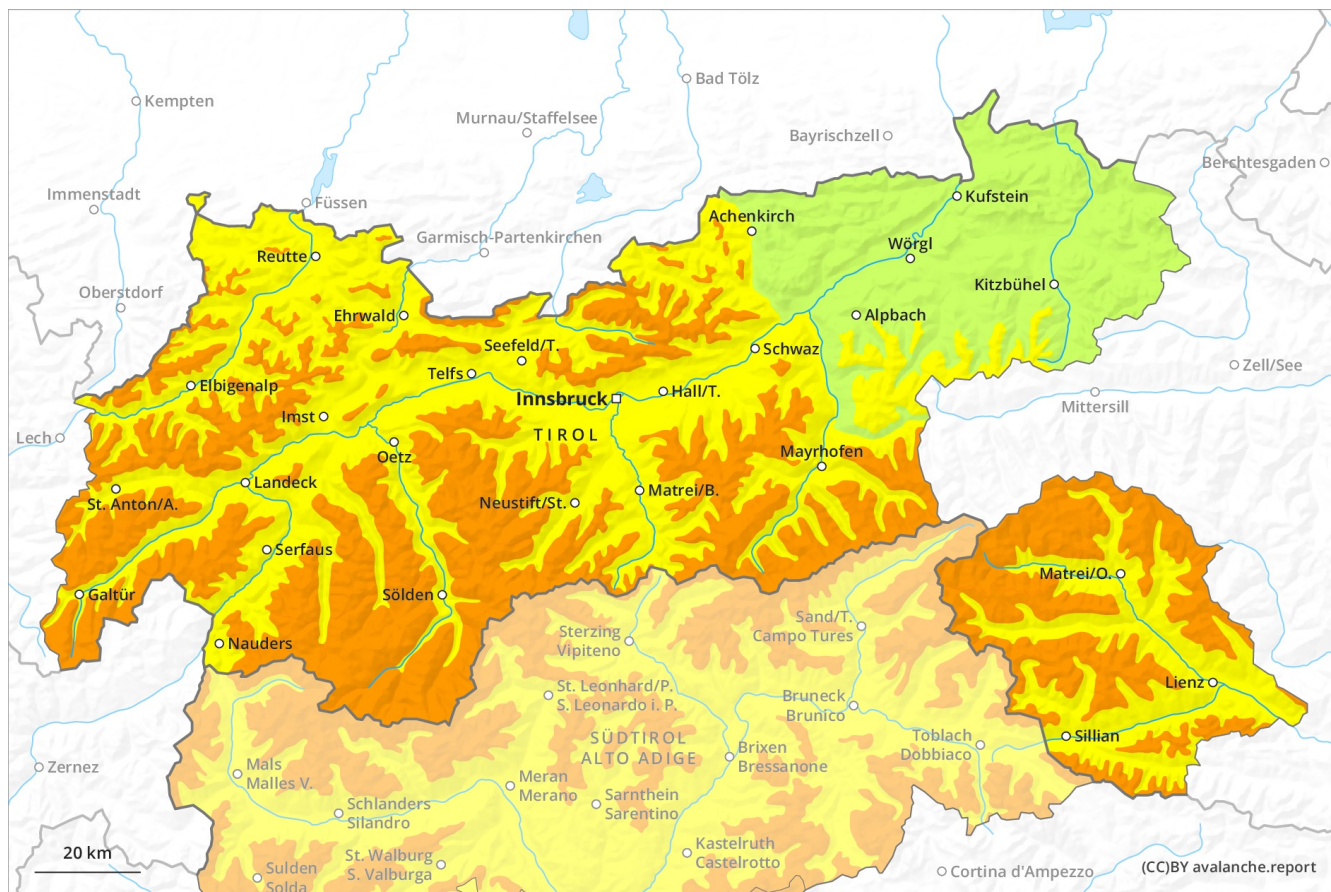 Kempten
Bad Tölz
Murnau/Staffelsee
Bayrischzell
Berchtesgaden
Immenstadt
Füssen
Kufstein
Achenkirch
Garmisch-Partenkirchen
Wörgl
Reutte
Oberstdorf
Kitzbühel
Ehrwald
Alpbach
Seefeld/T.
Schwaz
Zell/See
Telfs
Elbigenalp
Hall/T.
Innsbruck
Mittersill
Imst
Lech
TIROL
Oetz
Mayrhofen
Landeck
St. Anton/A.
Neustift/St.
Matrei/B.
Serfaus
Matrei/O.
Galtür
Sölden
Sand/T.
Campo Tures
Sterzing
Vipiteno
Nauders
Lienz
St. Leonhard/P.
S. Leonardo i. P.
Bruneck
Brunico
SÜDTIROL
ALTO ADIGE
Toblach
Dobbiaco
Sillian
Brixen
Bressanone
Zernez
Mals
Malles V.
Meran
Merano
Sarnthein
Sarentino
Schlanders
Silandro
20 km
St. Walburg
S. Valburga
Kastelruth
Castelrotto
Sulden
Solda
Cortina d'Ampezzo
(CC)BY avalanche.report